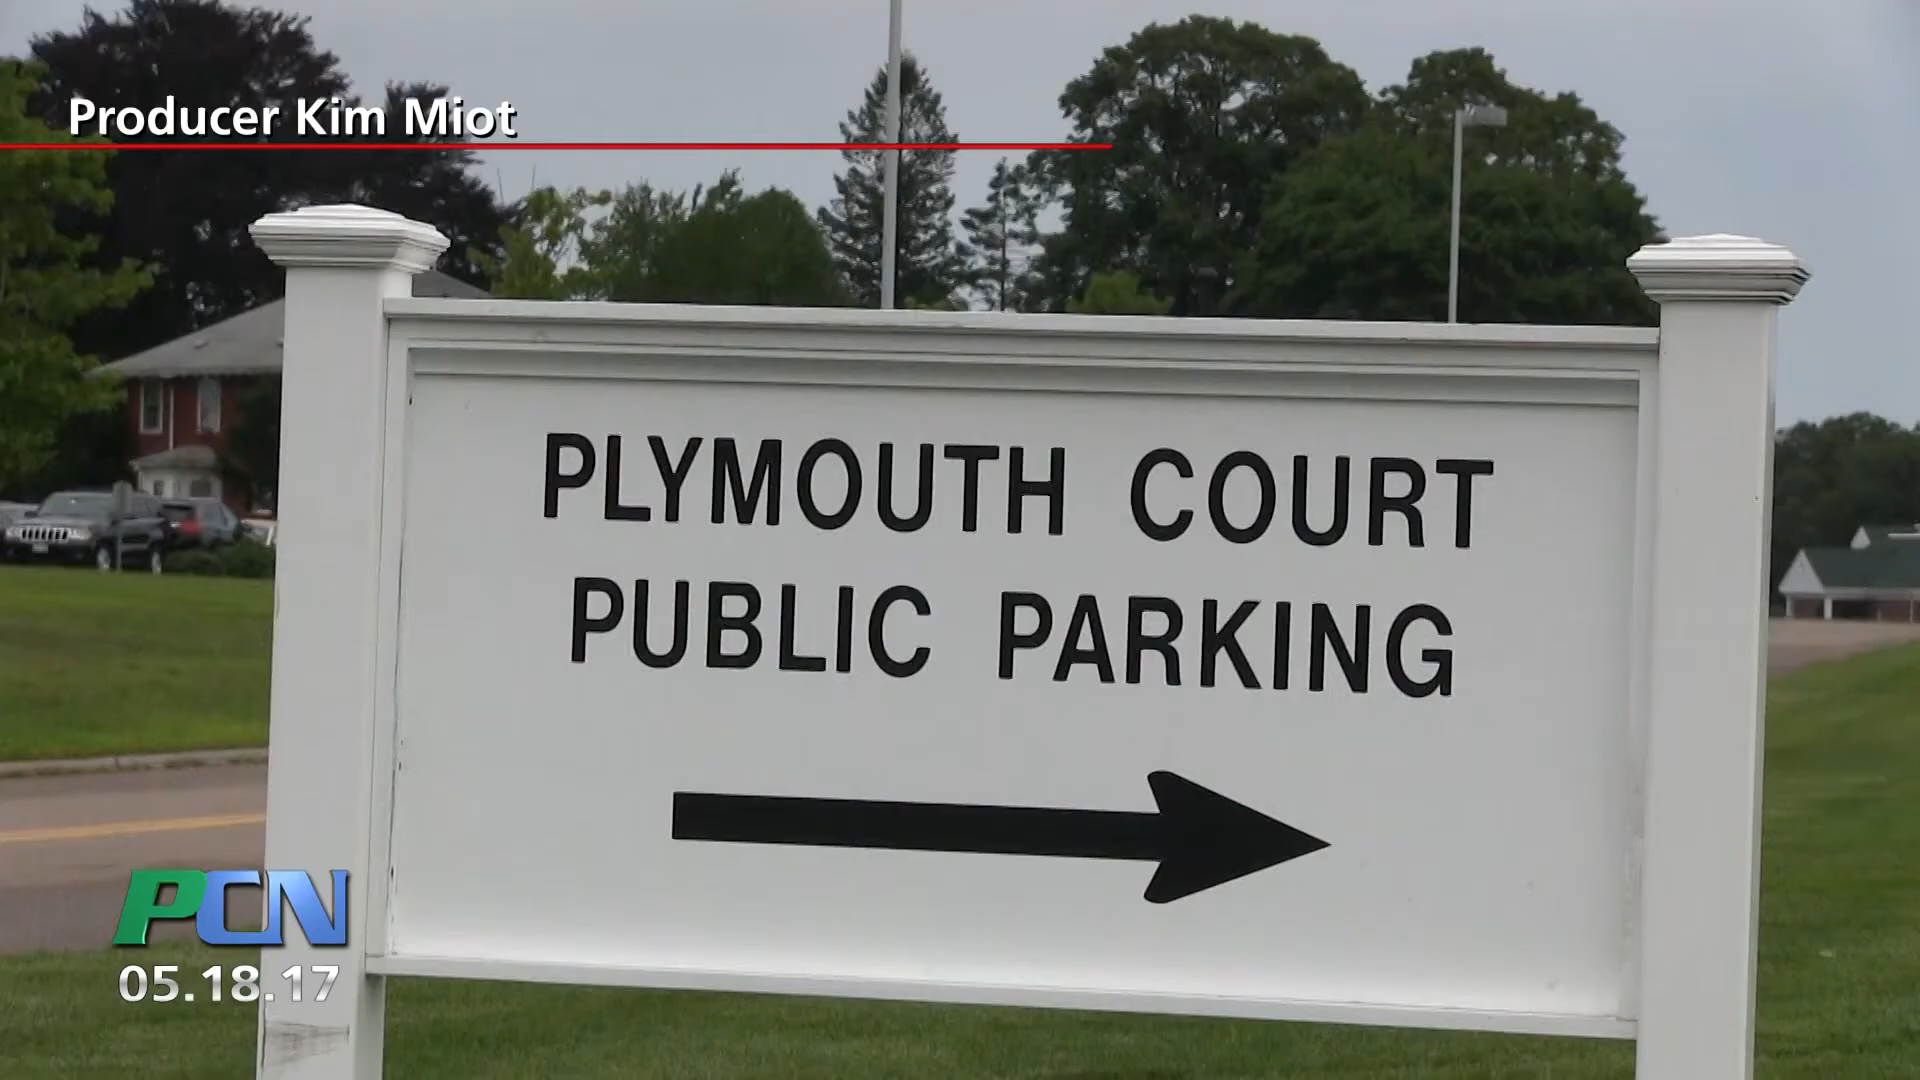 Producer Kim Miot
PLYMOUTH COURT
PUBLIC PARKING
PCN
05.18.17